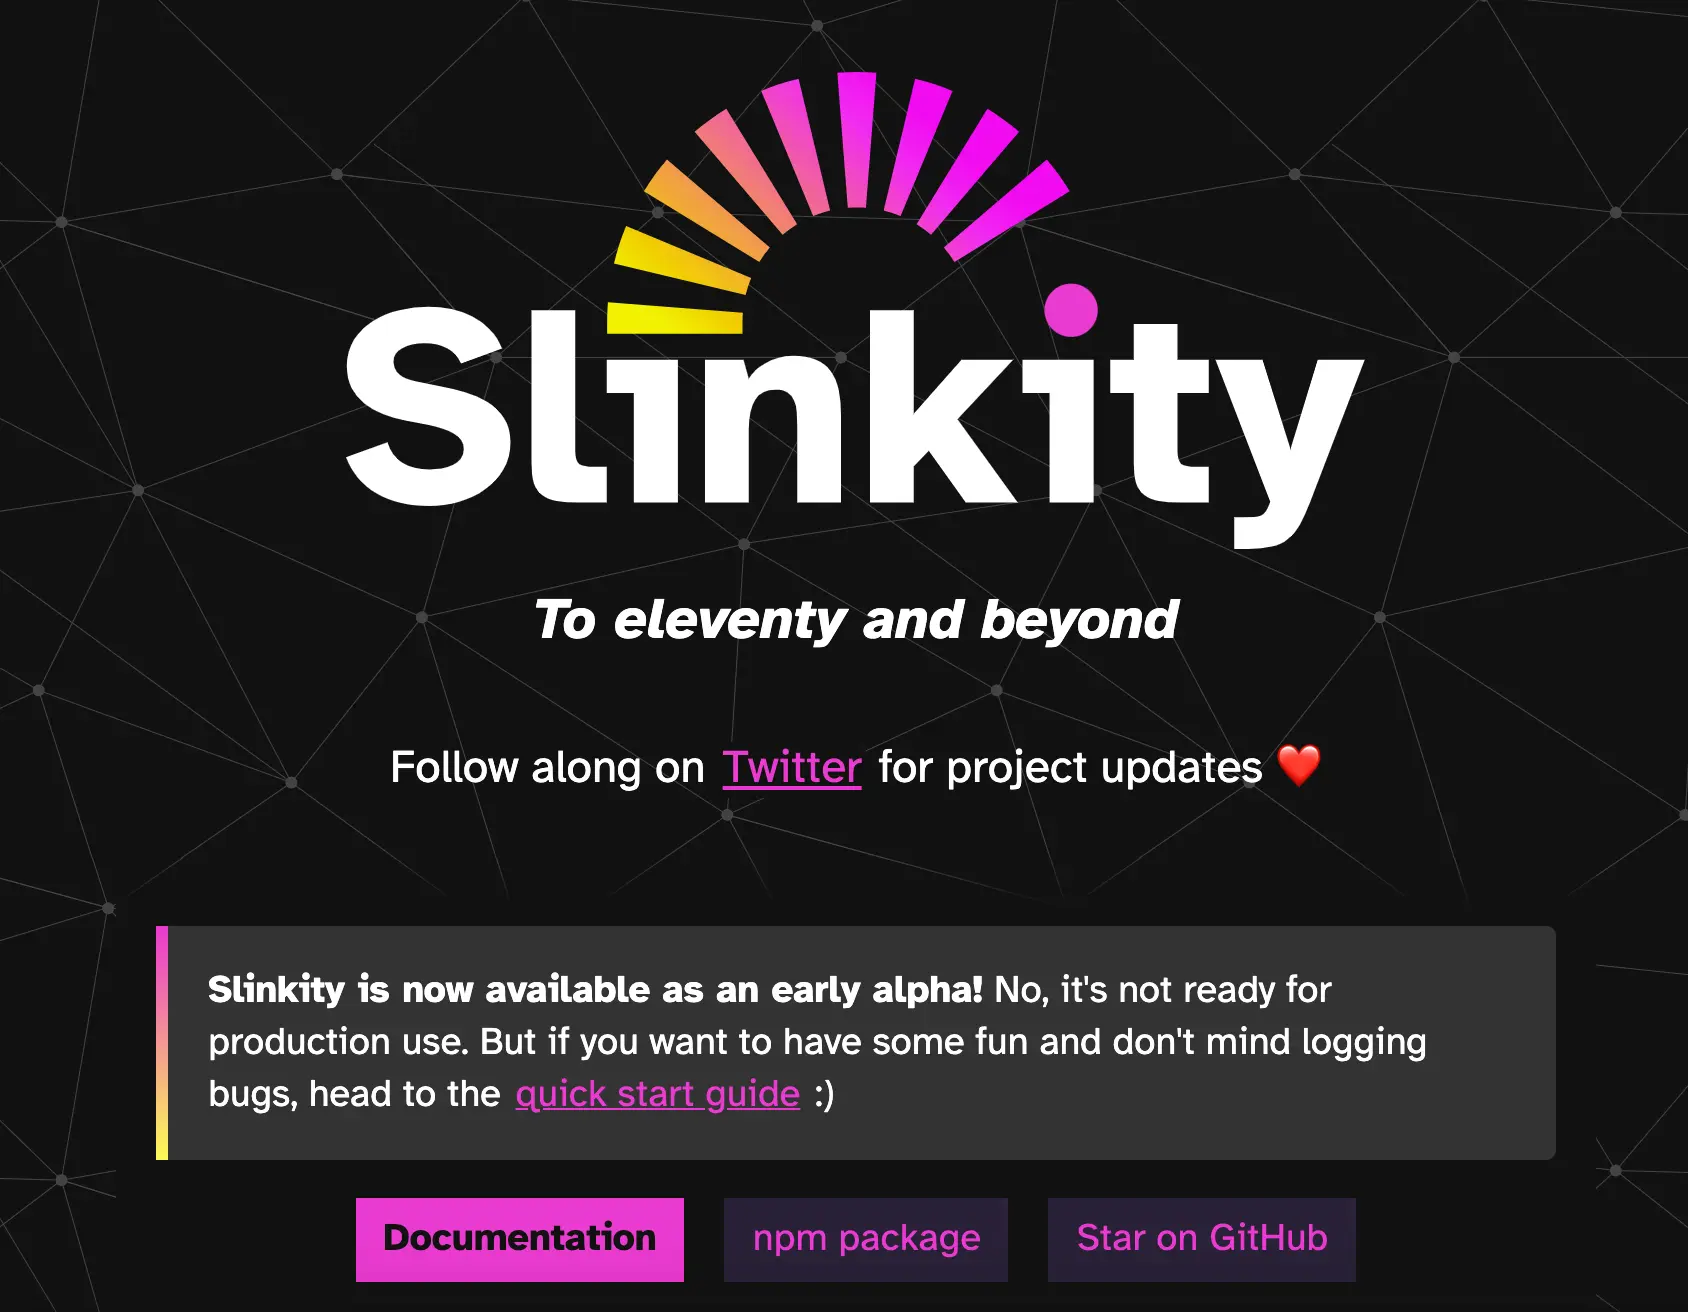 Slinkity
To eleventy and beyond
Follow along on Twitter for project updates ❤️
Slinkity is now available as an early alpha! No, it's not ready for
production use. But if you want to have some fun and don't mind logging
bugs, head to the quick start guide :)
Documentation
npm package
Star on GitHub